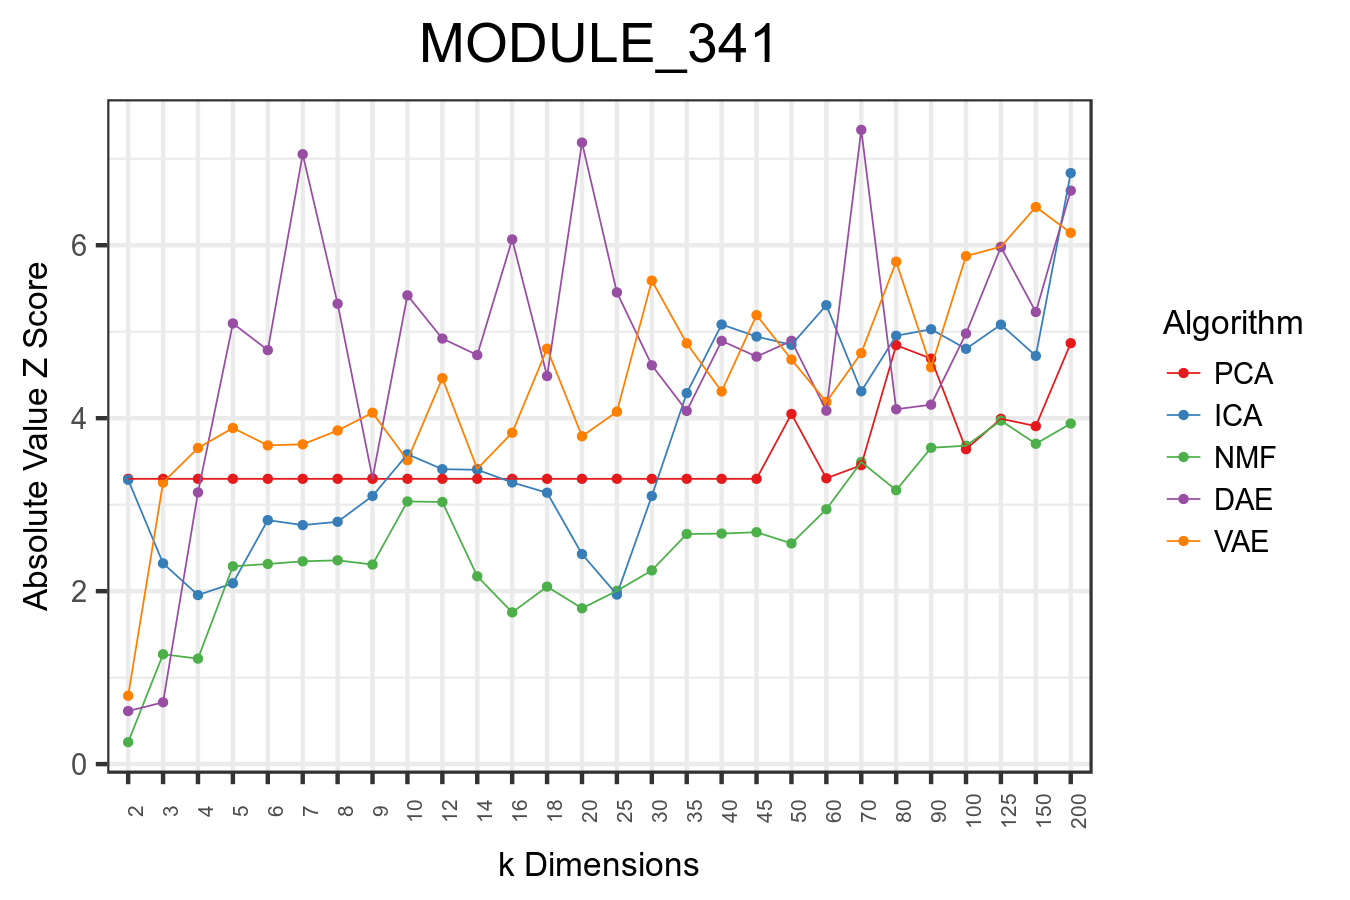 MODULE_341
Absolute Value Z Score
6
4
2
0
2 3 4 5 6 7 8 9 10 12 14 16 18 20 25 30 35 40 45 50 60 70 80 90 100 125 150 200
k Dimensions
Algorithm
PCA
ICA
NMF
DAE
VAE